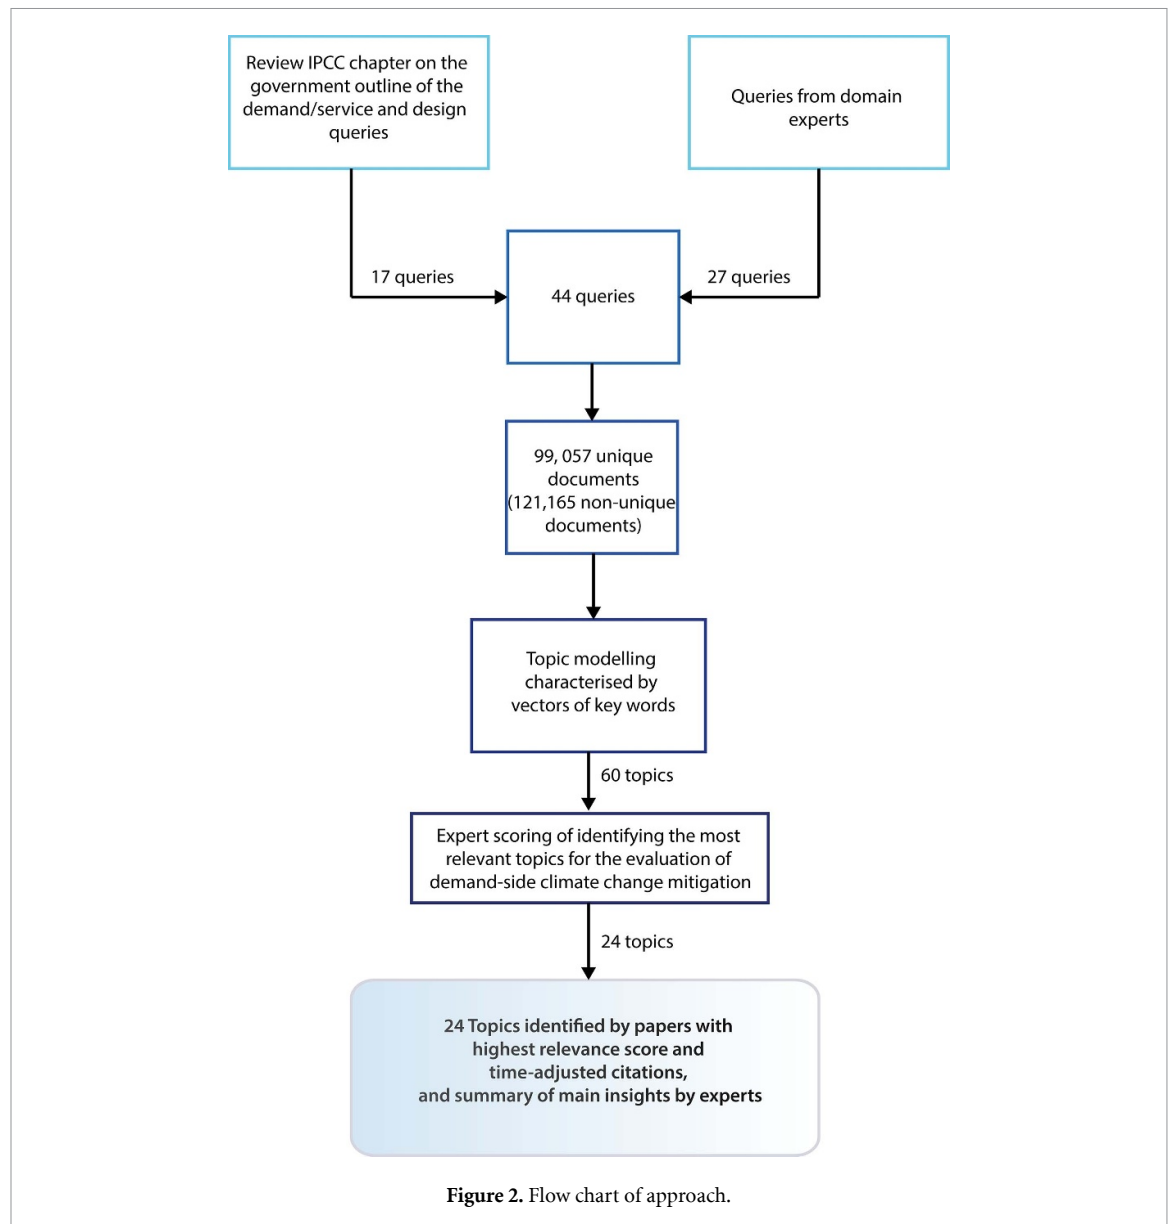 Review IPCC chapter on the
government outline of the
demand/service and design
queries
Queries from domain
experts
17 queries
44 queries
27 queries
99, 057 unique
documents
(121,165 non-unique
documents)
Topic modelling
characterised by
vectors of key words
60 topics
Expert scoring of identifying the most
relevant topics for the evaluation of
demand-side climate change mitigation
24 topics
24 Topics identified by papers with
highest relevance score and
time-adjusted citations,
and summary of main insights by experts
Figure 2. Flow chart of approach.